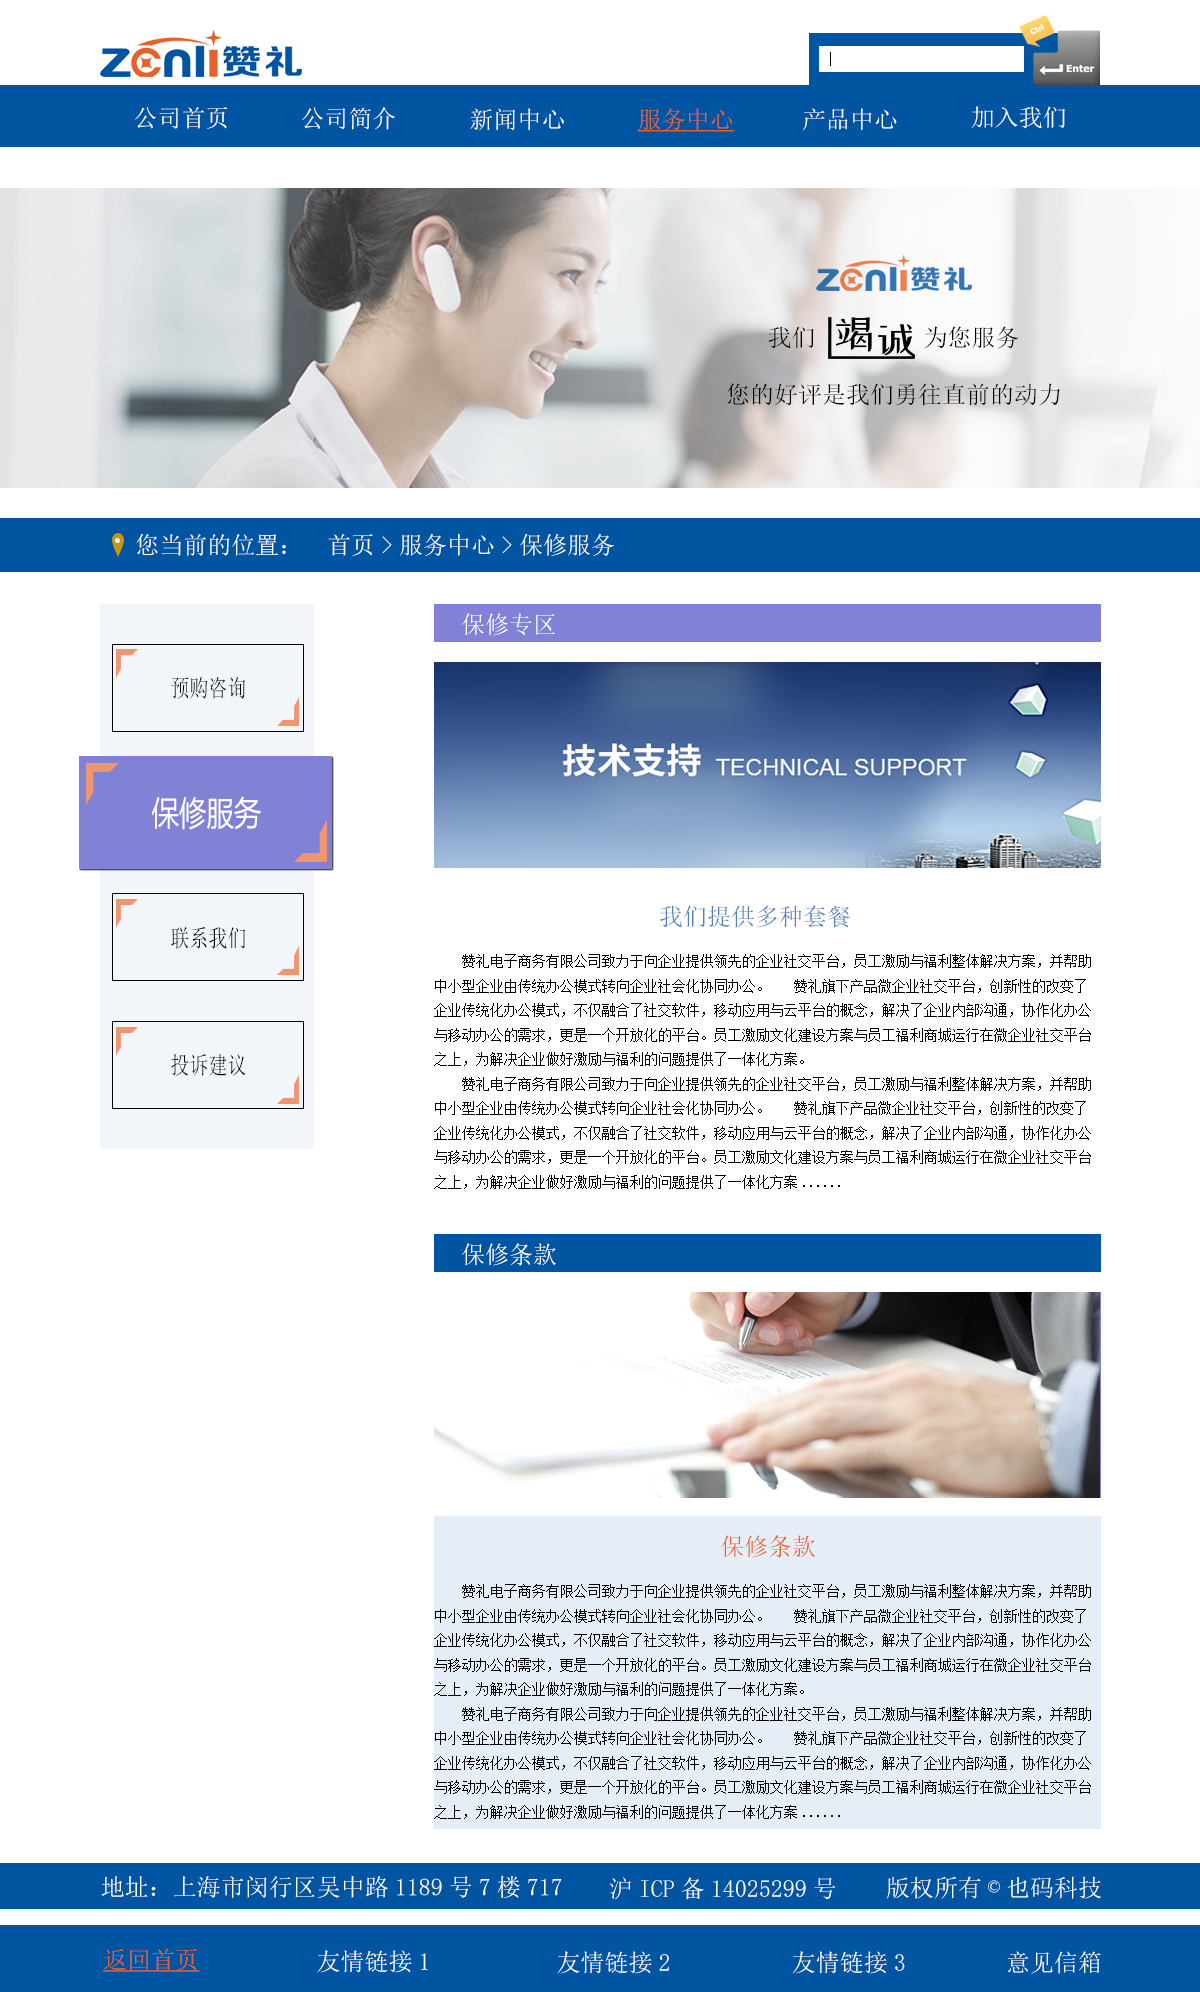 zenli赞礼
Ctrl
Enter
公司首页 公司简介 新闻中心 服务中心 产品中心 加入我们
zenli赞礼
我们 竭诚 为您服务
您的好评是我们勇往直前的动力
您当前的位置： 首页 > 服务中心 > 保修服务
预购咨询
保修服务
联系我们
投诉建议
保修专区
技术支持 TECHNICAL SUPPORT
我们提供多种套餐
赞礼电子商务有限公司致力于向企业提供领先的企业社交平台，员工激励与福利整体解决方案，并帮助
中小型企业由传统办公模式转向企业社会化协同办公。 赞礼旗下产品微企业社交平台，创新性的改变了
企业传统化办公模式，不仅融合了社交软件，移动应用与云平台的概念，解决了企业内部沟通，协作化办公
与移动办公的需求，更是一个开放化的平台。员工激励文化建设方案与员工福利商城运行在微企业社交平台
之上，为解决企业做好激励与福利的问题提供了一体化方案。
赞礼电子商务有限公司致力于向企业提供领先的企业社交平台，员工激励与福利整体解决方案，并帮助
中小型企业由传统办公模式转向企业社会化协同办公。 赞礼旗下产品微企业社交平台，创新性的改变了
企业传统化办公模式，不仅融合了社交软件，移动应用与云平台的概念，解决了企业内部沟通，协作化办公
与移动办公的需求，更是一个开放化的平台。员工激励文化建设方案与员工福利商城运行在微企业社交平台
之上，为解决企业做好激励与福利的问题提供了一体化方案 ......
保修条款
保修条款
赞礼电子商务有限公司致力于向企业提供领先的企业社交平台，员工激励与福利整体解决方案，并帮助
中小型企业由传统办公模式转向企业社会化协同办公。 赞礼旗下产品微企业社交平台，创新性的改变了
企业传统化办公模式，不仅融合了社交软件，移动应用与云平台的概念，解决了企业内部沟通，协作化办公
与移动办公的需求，更是一个开放化的平台。员工激励文化建设方案与员工福利商城运行在微企业社交平台
之上，为解决企业做好激励与福利的问题提供了一体化方案。
赞礼电子商务有限公司致力于向企业提供领先的企业社交平台，员工激励与福利整体解决方案，并帮助
中小型企业由传统办公模式转向企业社会化协同办公。 赞礼旗下产品微企业社交平台，创新性的改变了
企业传统化办公模式，不仅融合了社交软件，移动应用与云平台的概念，解决了企业内部沟通，协作化办公
与移动办公的需求，更是一个开放化的平台。员工激励文化建设方案与员工福利商城运行在微企业社交平台
之上，为解决企业做好激励与福利的问题提供了一体化方案 ......
地址：上海市闵行区吴中路 1189 号 7 楼 717 沪 ICP 备 14025299 号 版权所有 © 也码科技
返回首页 友情链接 1 友情链接 2 友情链接 3 意见信箱